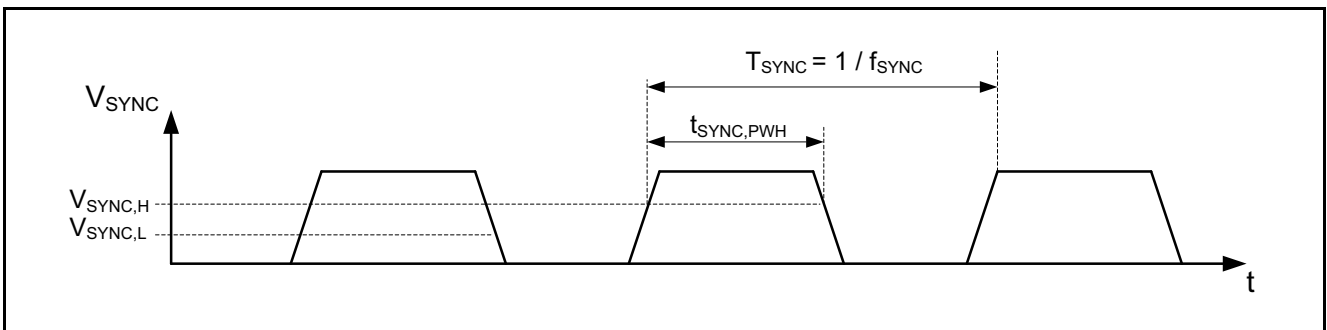 T_SYNC = 1 / f_SYNC
V_SYNC
t_SYNC,PWH
V_SYNC,H
V_SYNC,L
t